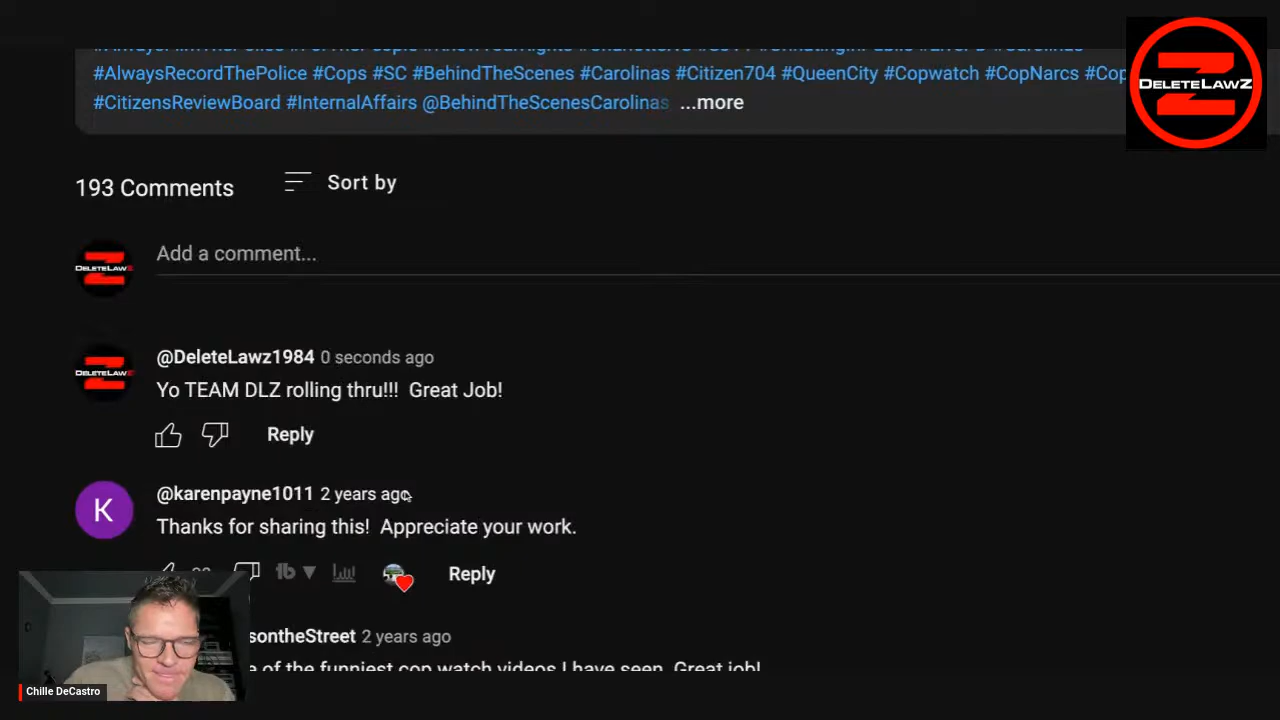 #AlwaysRecordThePolice #Cops #SC #BehindTheScenes #Carolinas #Citizen704 #QueenCity #Copwatch #CopNarcs #Cop
#CitizensReviewBoard #InternalAffairs @BehindTheScenesCarolinas ...more
DELETELAWZ
193 Comments
Sort by
DELETELAWZ
Add a comment...
DELETELAWZ
@DeleteLawz1984 0 seconds ago
Yo TEAM DLZ rolling thru!!! Great Job!
Reply
K
@karenpayne1011 2 years ago
Thanks for sharing this! Appreciate your work.
Reply
sontheStreet 2 years ago
e of the funniest cop watch videos I have seen. Great job!
Chille DeCastro